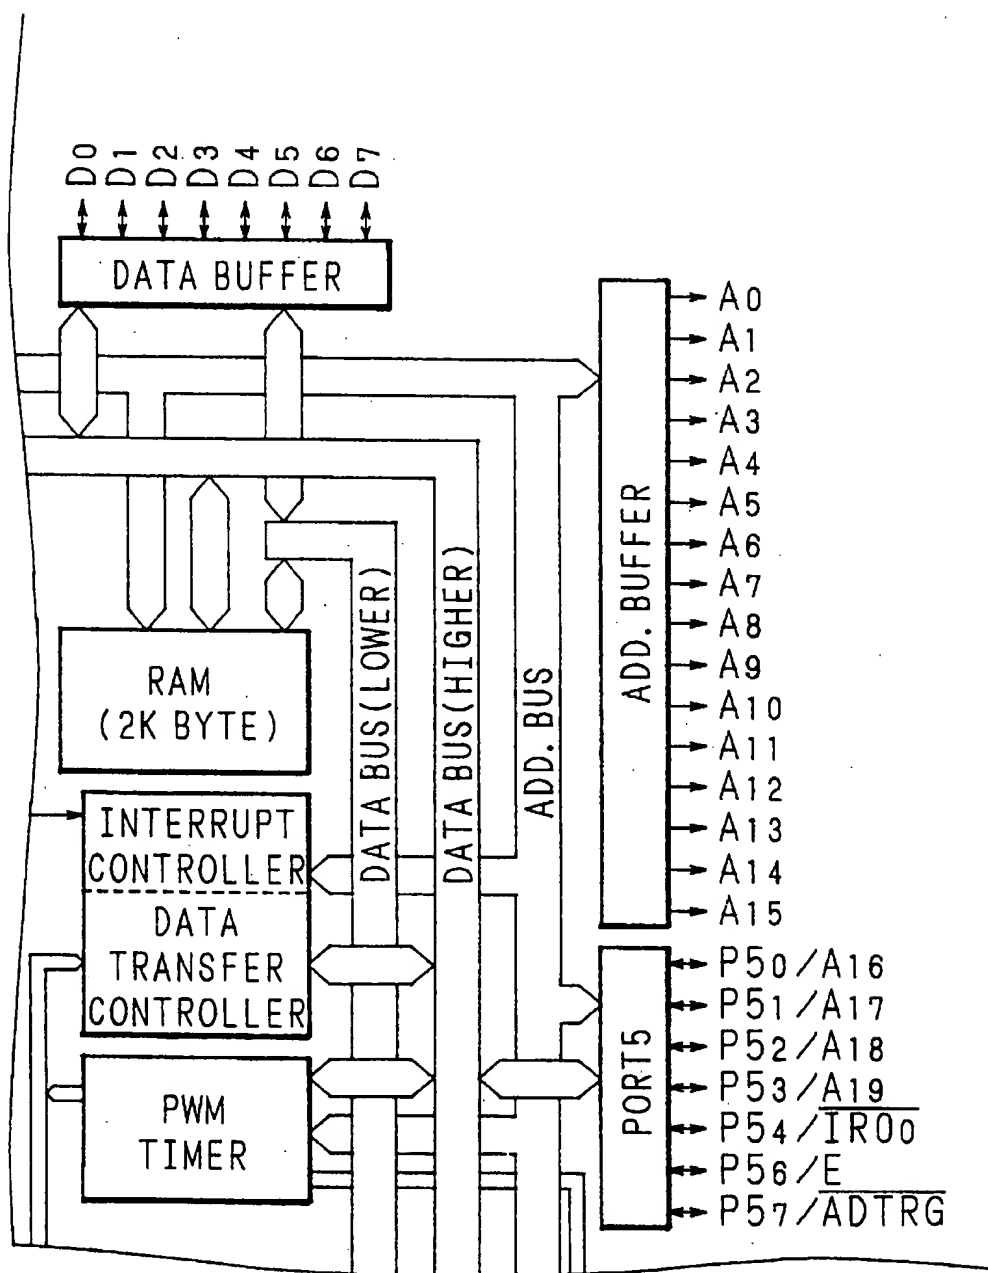 D0 D1 D2 D3 D4 D5 D6 D7
DATA BUFFER
A0
A1
A2
A3
A4
A5
A6
A7
A8
A9
A10
A11
A12
A13
A14
A15
ADD. BUFFER
RAM
(2K BYTE)
DATA BUS(LOWER)
DATA BUS(HIGHER)
ADD. BUS
INTERRUPT
CONTROLLER
DATA
TRANSFER
CONTROLLER
PWM
TIMER
PORT5
P50/A16
P51/A17
P52/A18
P53/A19
P54/IRO0
P56/E
P57/ADTRG